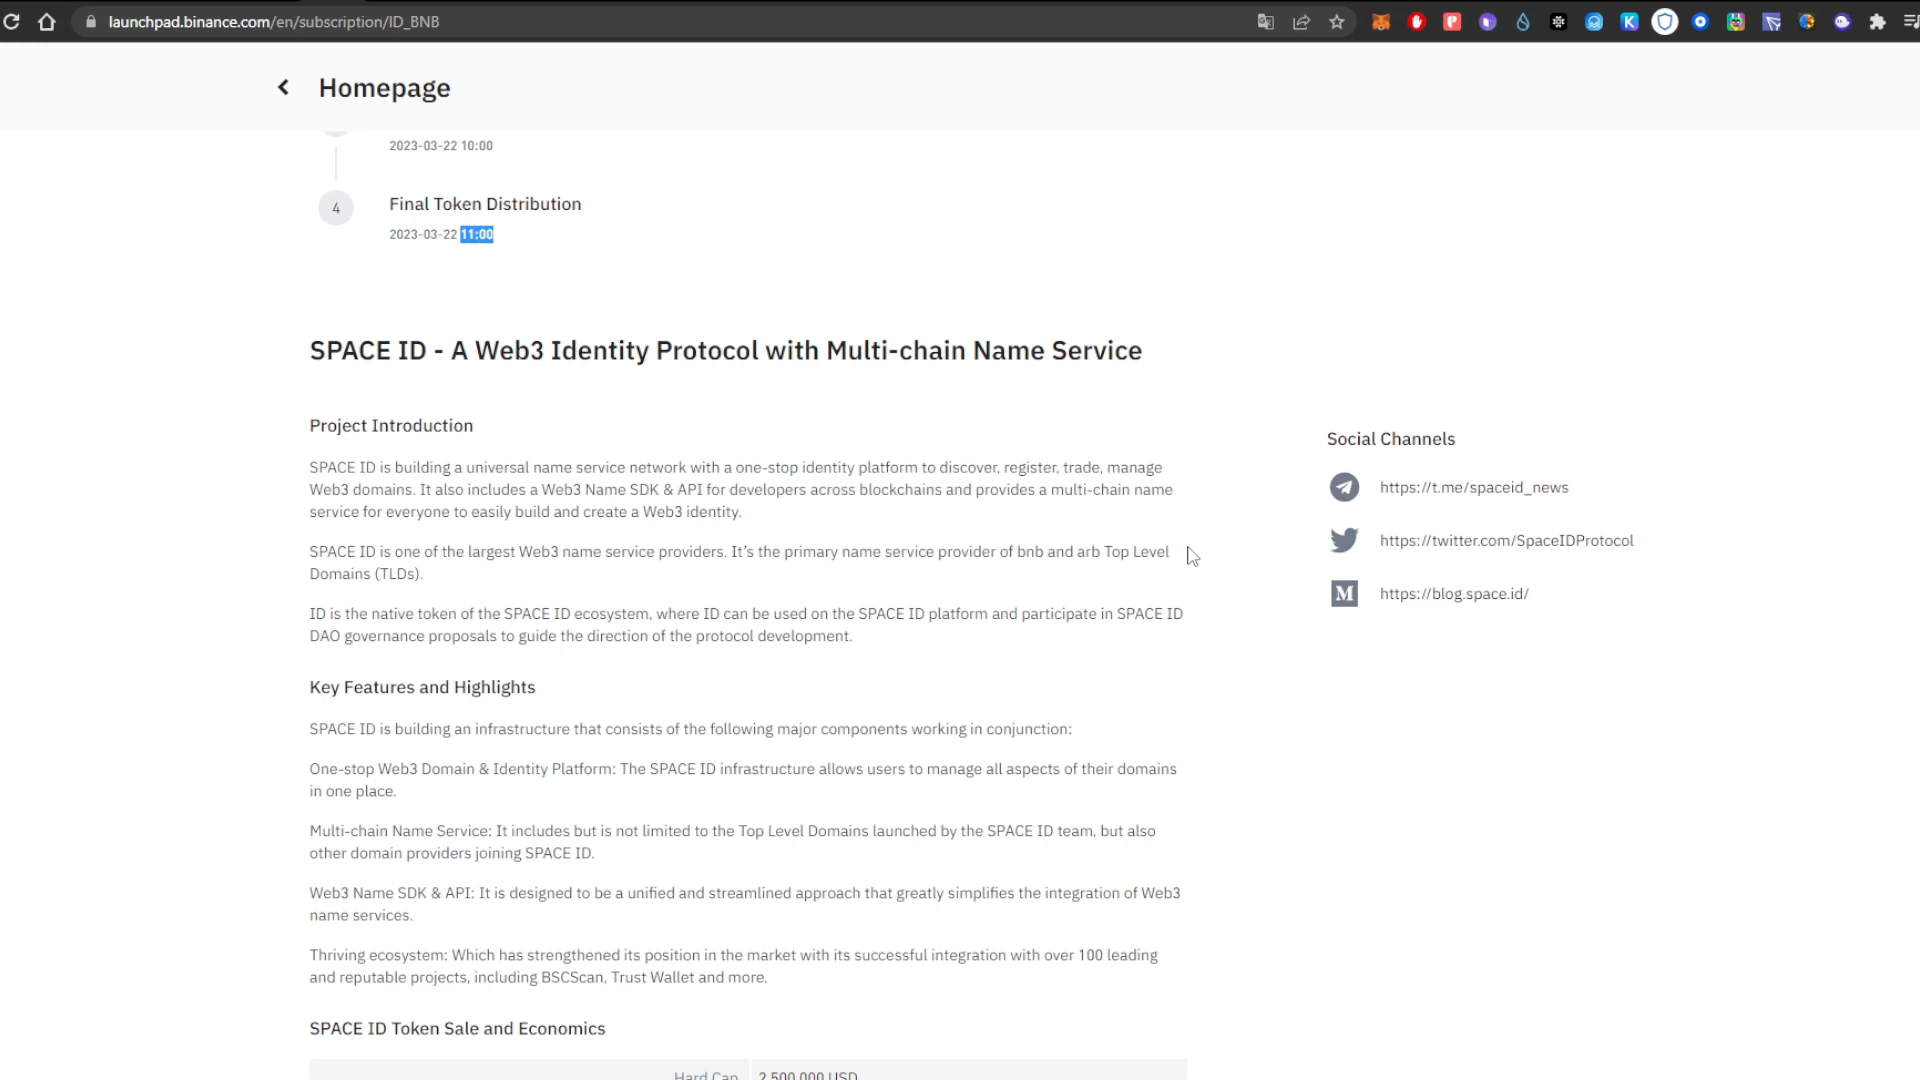 launchpad.binance.com/en/subscription/ID_BNB
Homepage
2023-03-22 10:00
4
Final Token Distribution
2023-03-22 11:00
SPACE ID - A Web3 Identity Protocol with Multi-chain Name Service
Project Introduction
SPACE ID is building a universal name service network with a one-stop identity platform to discover, register, trade, manage
Web3 domains. It also includes a Web3 Name SDK & API for developers across blockchains and provides a multi-chain name
service for everyone to easily build and create a Web3 identity.
SPACE ID is one of the largest Web3 name service providers. It’s the primary name service provider of bnb and arb Top Level
Domains (TLDs).
ID is the native token of the SPACE ID ecosystem, where ID can be used on the SPACE ID platform and participate in SPACE ID
DAO governance proposals to guide the direction of the protocol development.
Key Features and Highlights
SPACE ID is building an infrastructure that consists of the following major components working in conjunction:
One-stop Web3 Domain & Identity Platform: The SPACE ID infrastructure allows users to manage all aspects of their domains
in one place.
Multi-chain Name Service: It includes but is not limited to the Top Level Domains launched by the SPACE ID team, but also
other domain providers joining SPACE ID.
Web3 Name SDK & API: It is designed to be a unified and streamlined approach that greatly simplifies the integration of Web3
name services.
Thriving ecosystem: Which has strengthened its position in the market with its successful integration with over 100 leading
and reputable projects, including BSCScan, Trust Wallet and more.
SPACE ID Token Sale and Economics
Hard Cap 2,500,000 USD
Social Channels
https://t.me/spaceid_news
https://twitter.com/SpaceIDProtocol
https://blog.space.id/